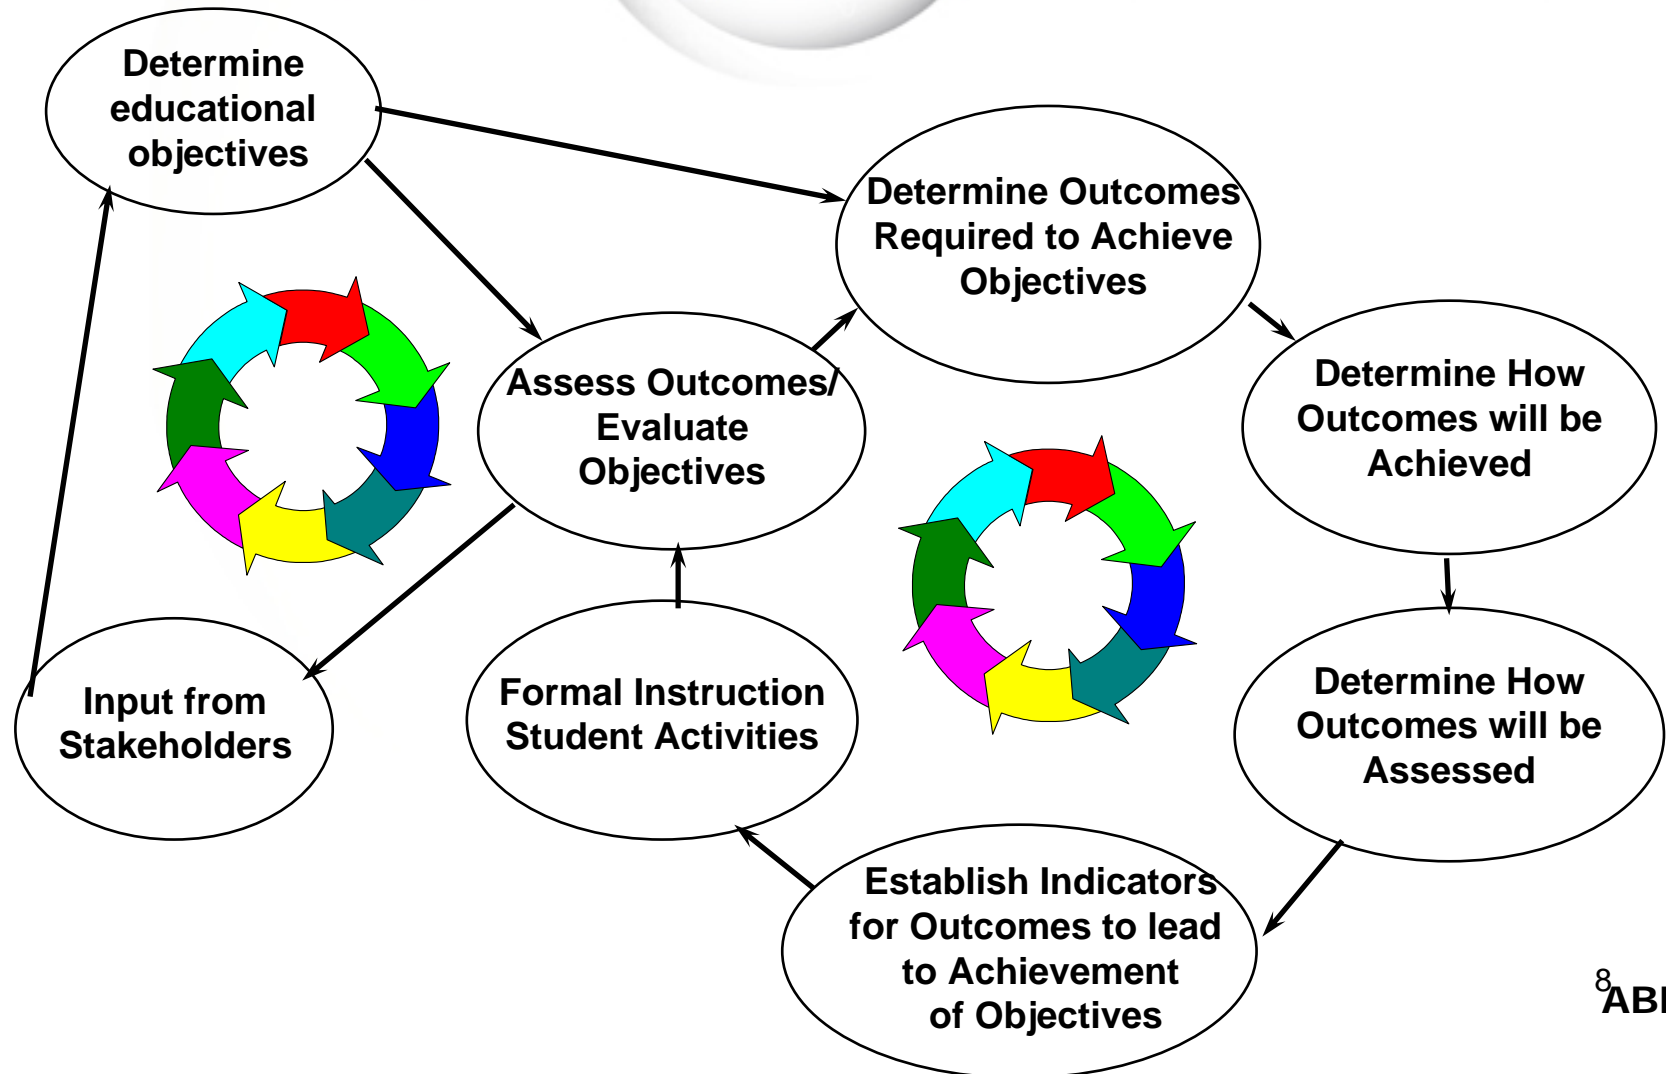 Determine
educational
objectives
Determine Outcomes
Required to Achieve
Objectives
Assess Outcomes/
Evaluate
Objectives
Determine How
Outcomes will be
Achieved
Input from
Stakeholders
Formal Instruction
Student Activities
Determine How
Outcomes will be
Assessed
Establish Indicators
for Outcomes to lead
to Achievement
of Objectives
8